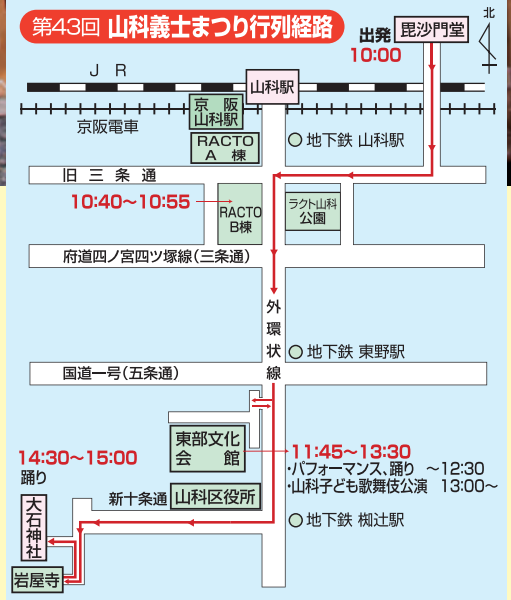 第43回 山科義士まつり行列経路
北
出発
10:00
毘沙門堂
JR
山科駅
京阪
山科駅
京阪電車
RACTO
A 棟
地下鉄 山科駅
旧三条通
10:40～10:55
RACTO
B棟
ラクト山科
公園
府道四ノ宮四ツ塚線(三条通)
外環状線
地下鉄 東野駅
国道一号(五条通)
東部文化
会館
11:45～13:30
・パフォーマンス、踊り ～12:30
・山科子ども歌舞伎公演 13:00～
14:30～15:00
踊り
新十条通
山科区役所
大石神社
地下鉄 椥辻駅
岩屋寺